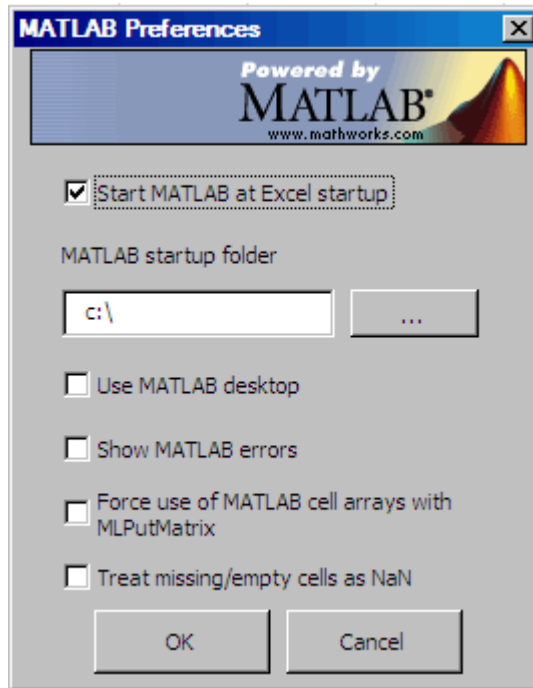 MATLAB Preferences
Powered by
MATLAB®
www.mathworks.com
Start MATLAB at Excel startup
MATLAB startup folder
c:\
...
Use MATLAB desktop
Show MATLAB errors
Force use of MATLAB cell arrays with
MLPutMatrix
Treat missing/empty cells as NaN
OK Cancel